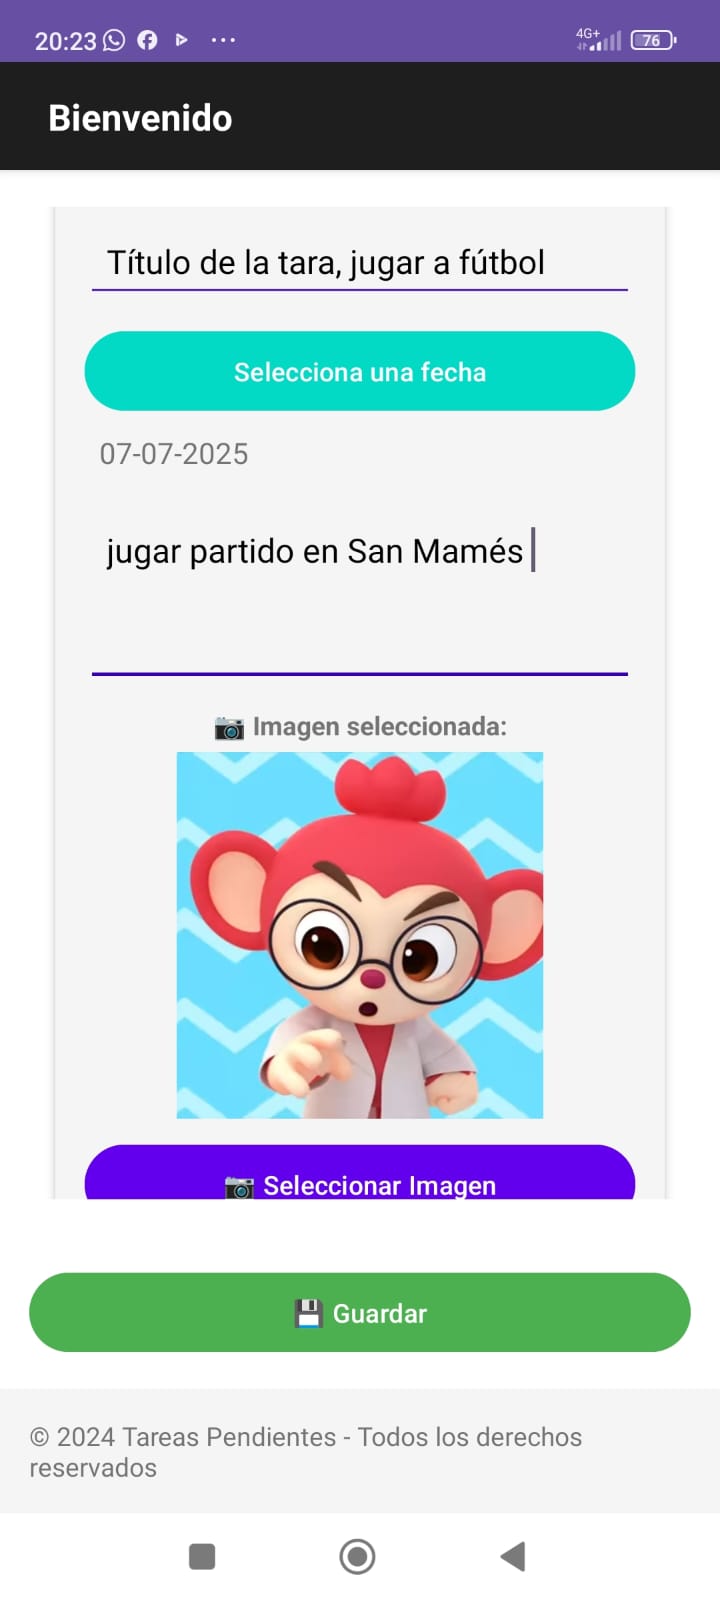 20:23
4G+
76
Bienvenido
Título de la tara, jugar a fútbol
Selecciona una fecha
07-07-2025
jugar partido en San Mamés
📷 Imagen seleccionada:
📷 Seleccionar Imagen
💾 Guardar
© 2024 Tareas Pendientes - Todos los derechos
reservados